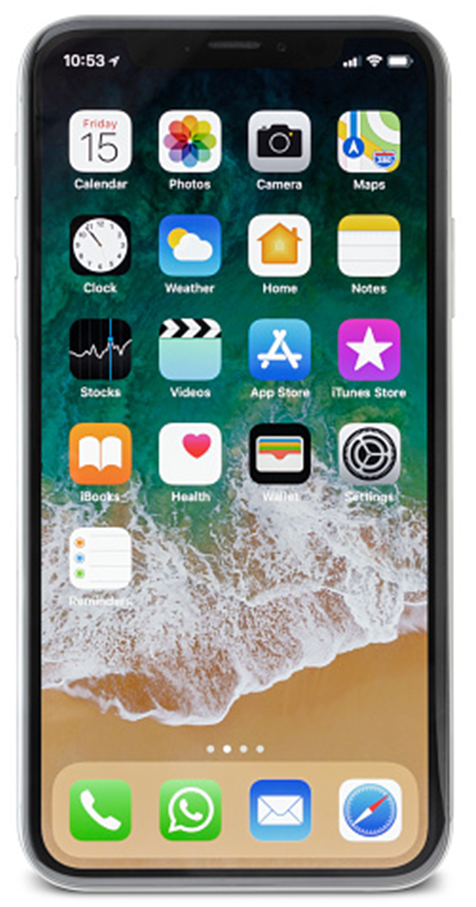 10:53
Friday
15
Calendar
Photos
Camera
280
Maps
Clock
Weather
Home
Notes
Stocks
Videos
App Store
iTunes Store
iBooks
Health
Wallet
Settings
Reminders